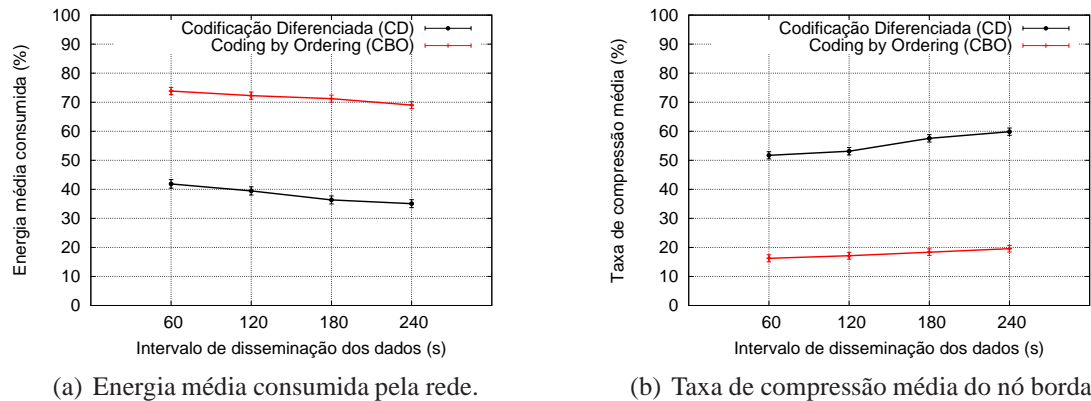 Energia média consumida (%)
100
90
80
70
60
50
40
30
20
10
0
Codificação Diferenciada (CD)
Coding by Ordering (CBO)
60 120 180 240
Intervalo de disseminação dos dados (s)
(a) Energia média consumida pela rede.
Taxa de compressão média (%)
100
90
80
70
60
50
40
30
20
10
0
Codificação Diferenciada (CD)
Coding by Ordering (CBO)
60 120 180 240
Intervalo de disseminação dos dados (s)
(b) Taxa de compressão média do nó borda